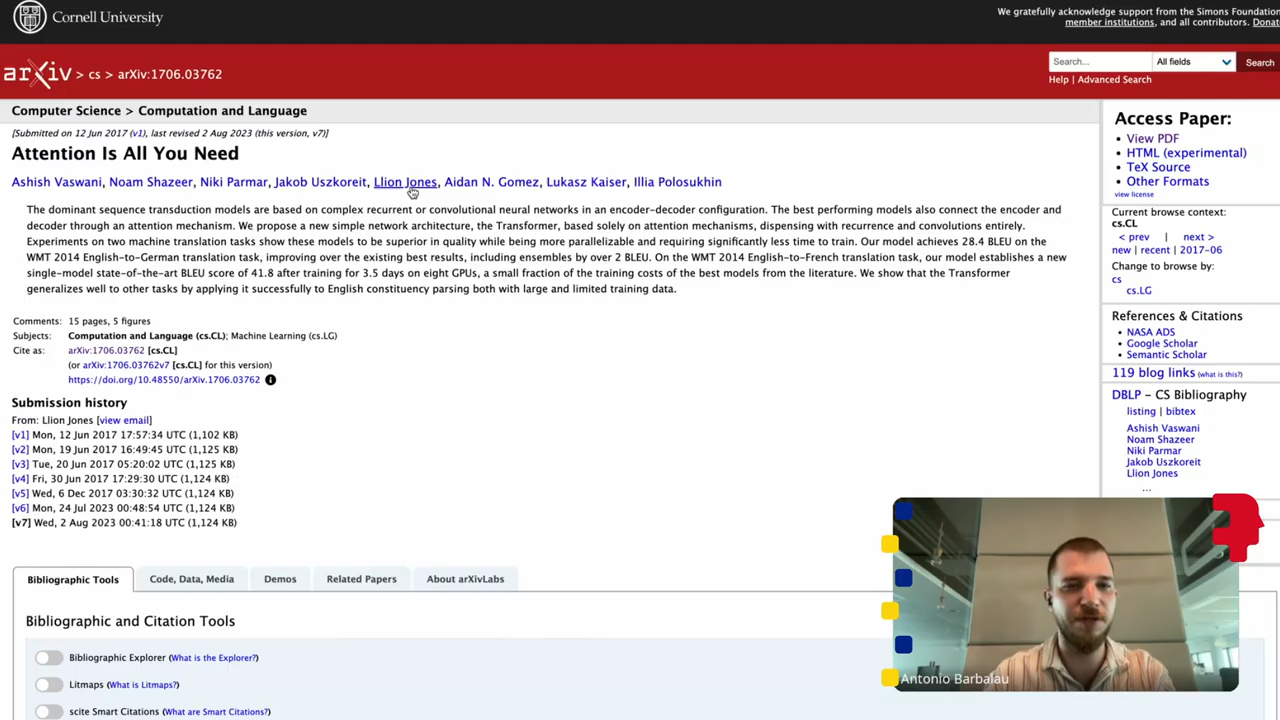 Cornell University
We gratefully acknowledge support from the Simons Foundation
member institutions, and all contributors. Donate
arXiv > cs > arXiv:1706.03762
Search...
All fields
Search
Help | Advanced Search
Computer Science > Computation and Language
[Submitted on 12 Jun 2017 (v1), last revised 2 Aug 2023 (this version, v7)]
Attention Is All You Need
Ashish Vaswani, Noam Shazeer, Niki Parmar, Jakob Uszkoreit, Llion Jones, Aidan N. Gomez, Lukasz Kaiser, Illia Polosukhin
The dominant sequence transduction models are based on complex recurrent or convolutional neural networks in an encoder-decoder configuration. The best performing models also connect the encoder and
decoder through an attention mechanism. We propose a new simple network architecture, the Transformer, based solely on attention mechanisms, dispensing with recurrence and convolutions entirely.
Experiments on two machine translation tasks show these models to be superior in quality while being more parallelizable and requiring significantly less time to train. Our model achieves 28.4 BLEU on the
WMT 2014 English-to-German translation task, improving over the existing best results, including ensembles by over 2 BLEU. On the WMT 2014 English-to-French translation task, our model establishes a new
single-model state-of-the-art BLEU score of 41.8 after training for 3.5 days on eight GPUs, a small fraction of the training costs of the best models from the literature. We show that the Transformer
generalizes well to other tasks by applying it successfully to English constituency parsing both with large and limited training data.
Comments: 15 pages, 5 figures
Subjects: Computation and Language (cs.CL); Machine Learning (cs.LG)
Cite as: arXiv:1706.03762 [cs.CL]
(or arXiv:1706.03762v7 [cs.CL] for this version)
https://doi.org/10.48550/arXiv.1706.03762
Submission history
From: Llion Jones [view email]
[v1] Mon, 12 Jun 2017 17:57:34 UTC (1,102 KB)
[v2] Mon, 19 Jun 2017 16:49:45 UTC (1,125 KB)
[v3] Tue, 20 Jun 2017 05:20:02 UTC (1,125 KB)
[v4] Fri, 30 Jun 2017 17:29:30 UTC (1,124 KB)
[v5] Wed, 6 Dec 2017 03:30:32 UTC (1,124 KB)
[v6] Mon, 24 Jul 2023 00:48:54 UTC (1,124 KB)
[v7] Wed, 2 Aug 2023 00:41:18 UTC (1,124 KB)
Bibliographic Tools
Code, Data, Media
Demos
Related Papers
About arXivLabs
Bibliographic and Citation Tools
Bibliographic Explorer (What is the Explorer?)
Litmaps (What is Litmaps?)
scite Smart Citations (What are Smart Citations?)
Access Paper:
View PDF
HTML (experimental)
TeX Source
Other Formats
view license
Current browse context:
cs.CL
< prev | next >
new | recent | 2017-06
Change to browse by:
cs
cs.LG
References & Citations
NASA ADS
Google Scholar
Semantic Scholar
119 blog links (what is this?)
DBLP - CS Bibliography
listing | bibtex
Ashish Vaswani
Noam Shazeer
Niki Parmar
Jakob Uszkoreit
Llion Jones
...
Antonio Barbalau